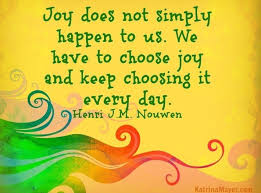 Joy does not simply
happen to us. We
have to choose joy
and keep choosing it
every day.
Henri J.M. Nouwen
KatrinaMayer.com